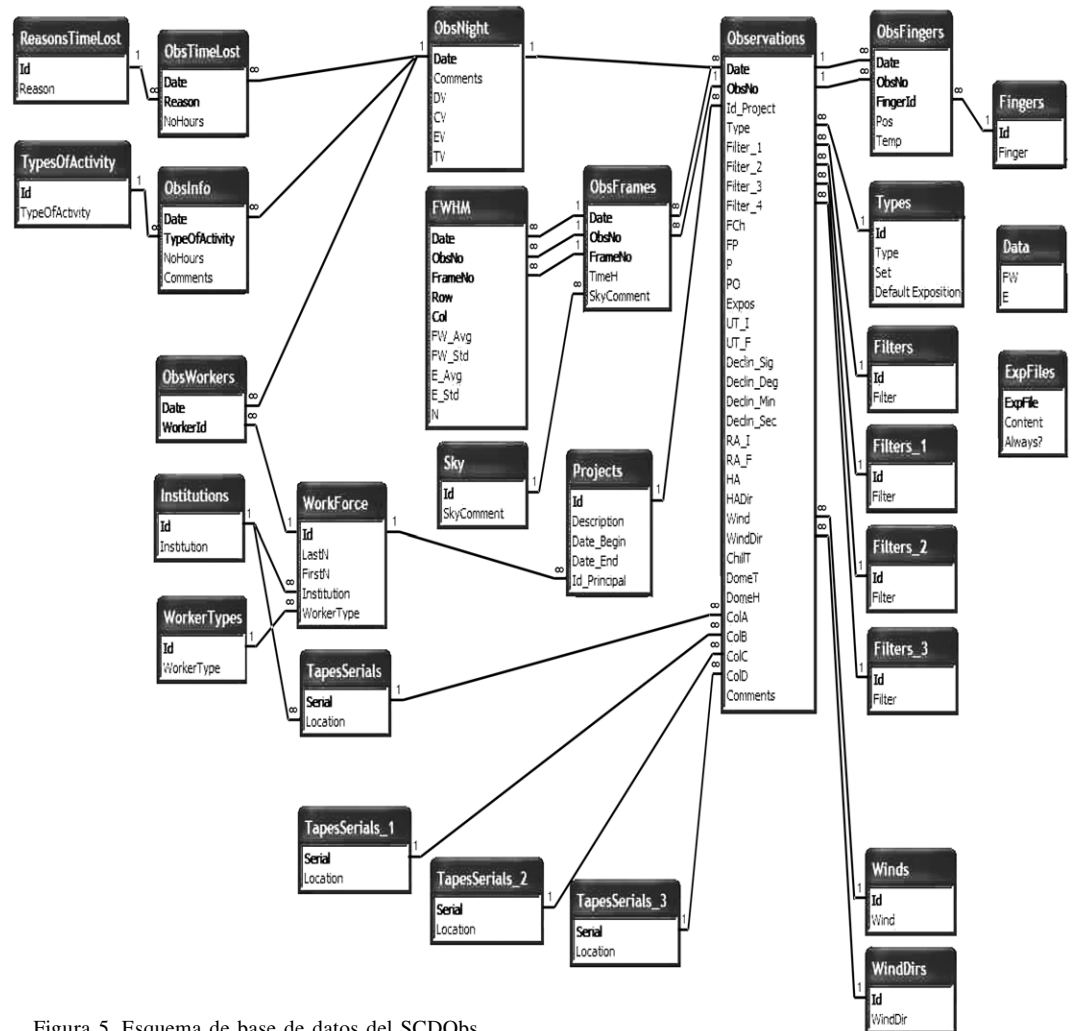 ReasonsTimeLost
Id
Reason
ObsTimeLost
Date
Reason
NoHours
TypesOfActivity
Id
TypeOfActivity
ObsInfo
Date
TypeOfActivity
NoHours
Comments
ObsNight
Date
Comments
DV
CV
EV
TV
FWHM
Date
ObsNo
FrameNo
Row
Col
FW_Avg
FW_Std
E_Avg
E_Std
N
ObsFrames
Date
ObsNo
FrameNo
TimeH
SkyComment
Observations
Date
ObsNo
Id_Project
Type
Filter_1
Filter_2
Filter_3
Filter_4
FCh
FP
P
PO
Expos
UT_I
UT_F
Declin_Sig
Declin_Deg
Declin_Min
Declin_Sec
RA_I
RA_F
HA
HADir
Wind
WindDir
ChillT
DomeT
DomeH
ColA
ColB
ColC
ColD
Comments
ObsFingers
Date
ObsNo
FingerId
Pos
Temp
Fingers
Id
Finger
Types
Id
Type
Set
Default Exposition
Data
FW
E
Filters
Id
Filter
ExpFiles
ExpFile
Content
Always?
Filters_1
Id
Filter
Filters_2
Id
Filter
Filters_3
Id
Filter
ObsWorkers
Date
WorkerId
Institutions
Id
Institution
WorkForce
Id
LastN
FirstN
Institution
WorkerType
WorkerTypes
Id
WorkerType
Sky
Id
SkyComment
Projects
Id
Description
Date_Begin
Date_End
Id_Principal
TapesSerials
Serial
Location
TapesSerials_1
Serial
Location
TapesSerials_2
Serial
Location
TapesSerials_3
Serial
Location
Winds
Id
Wind
WindDirs
Id
WindDir
Figura 5. Esquema de base de datos del SCDObs